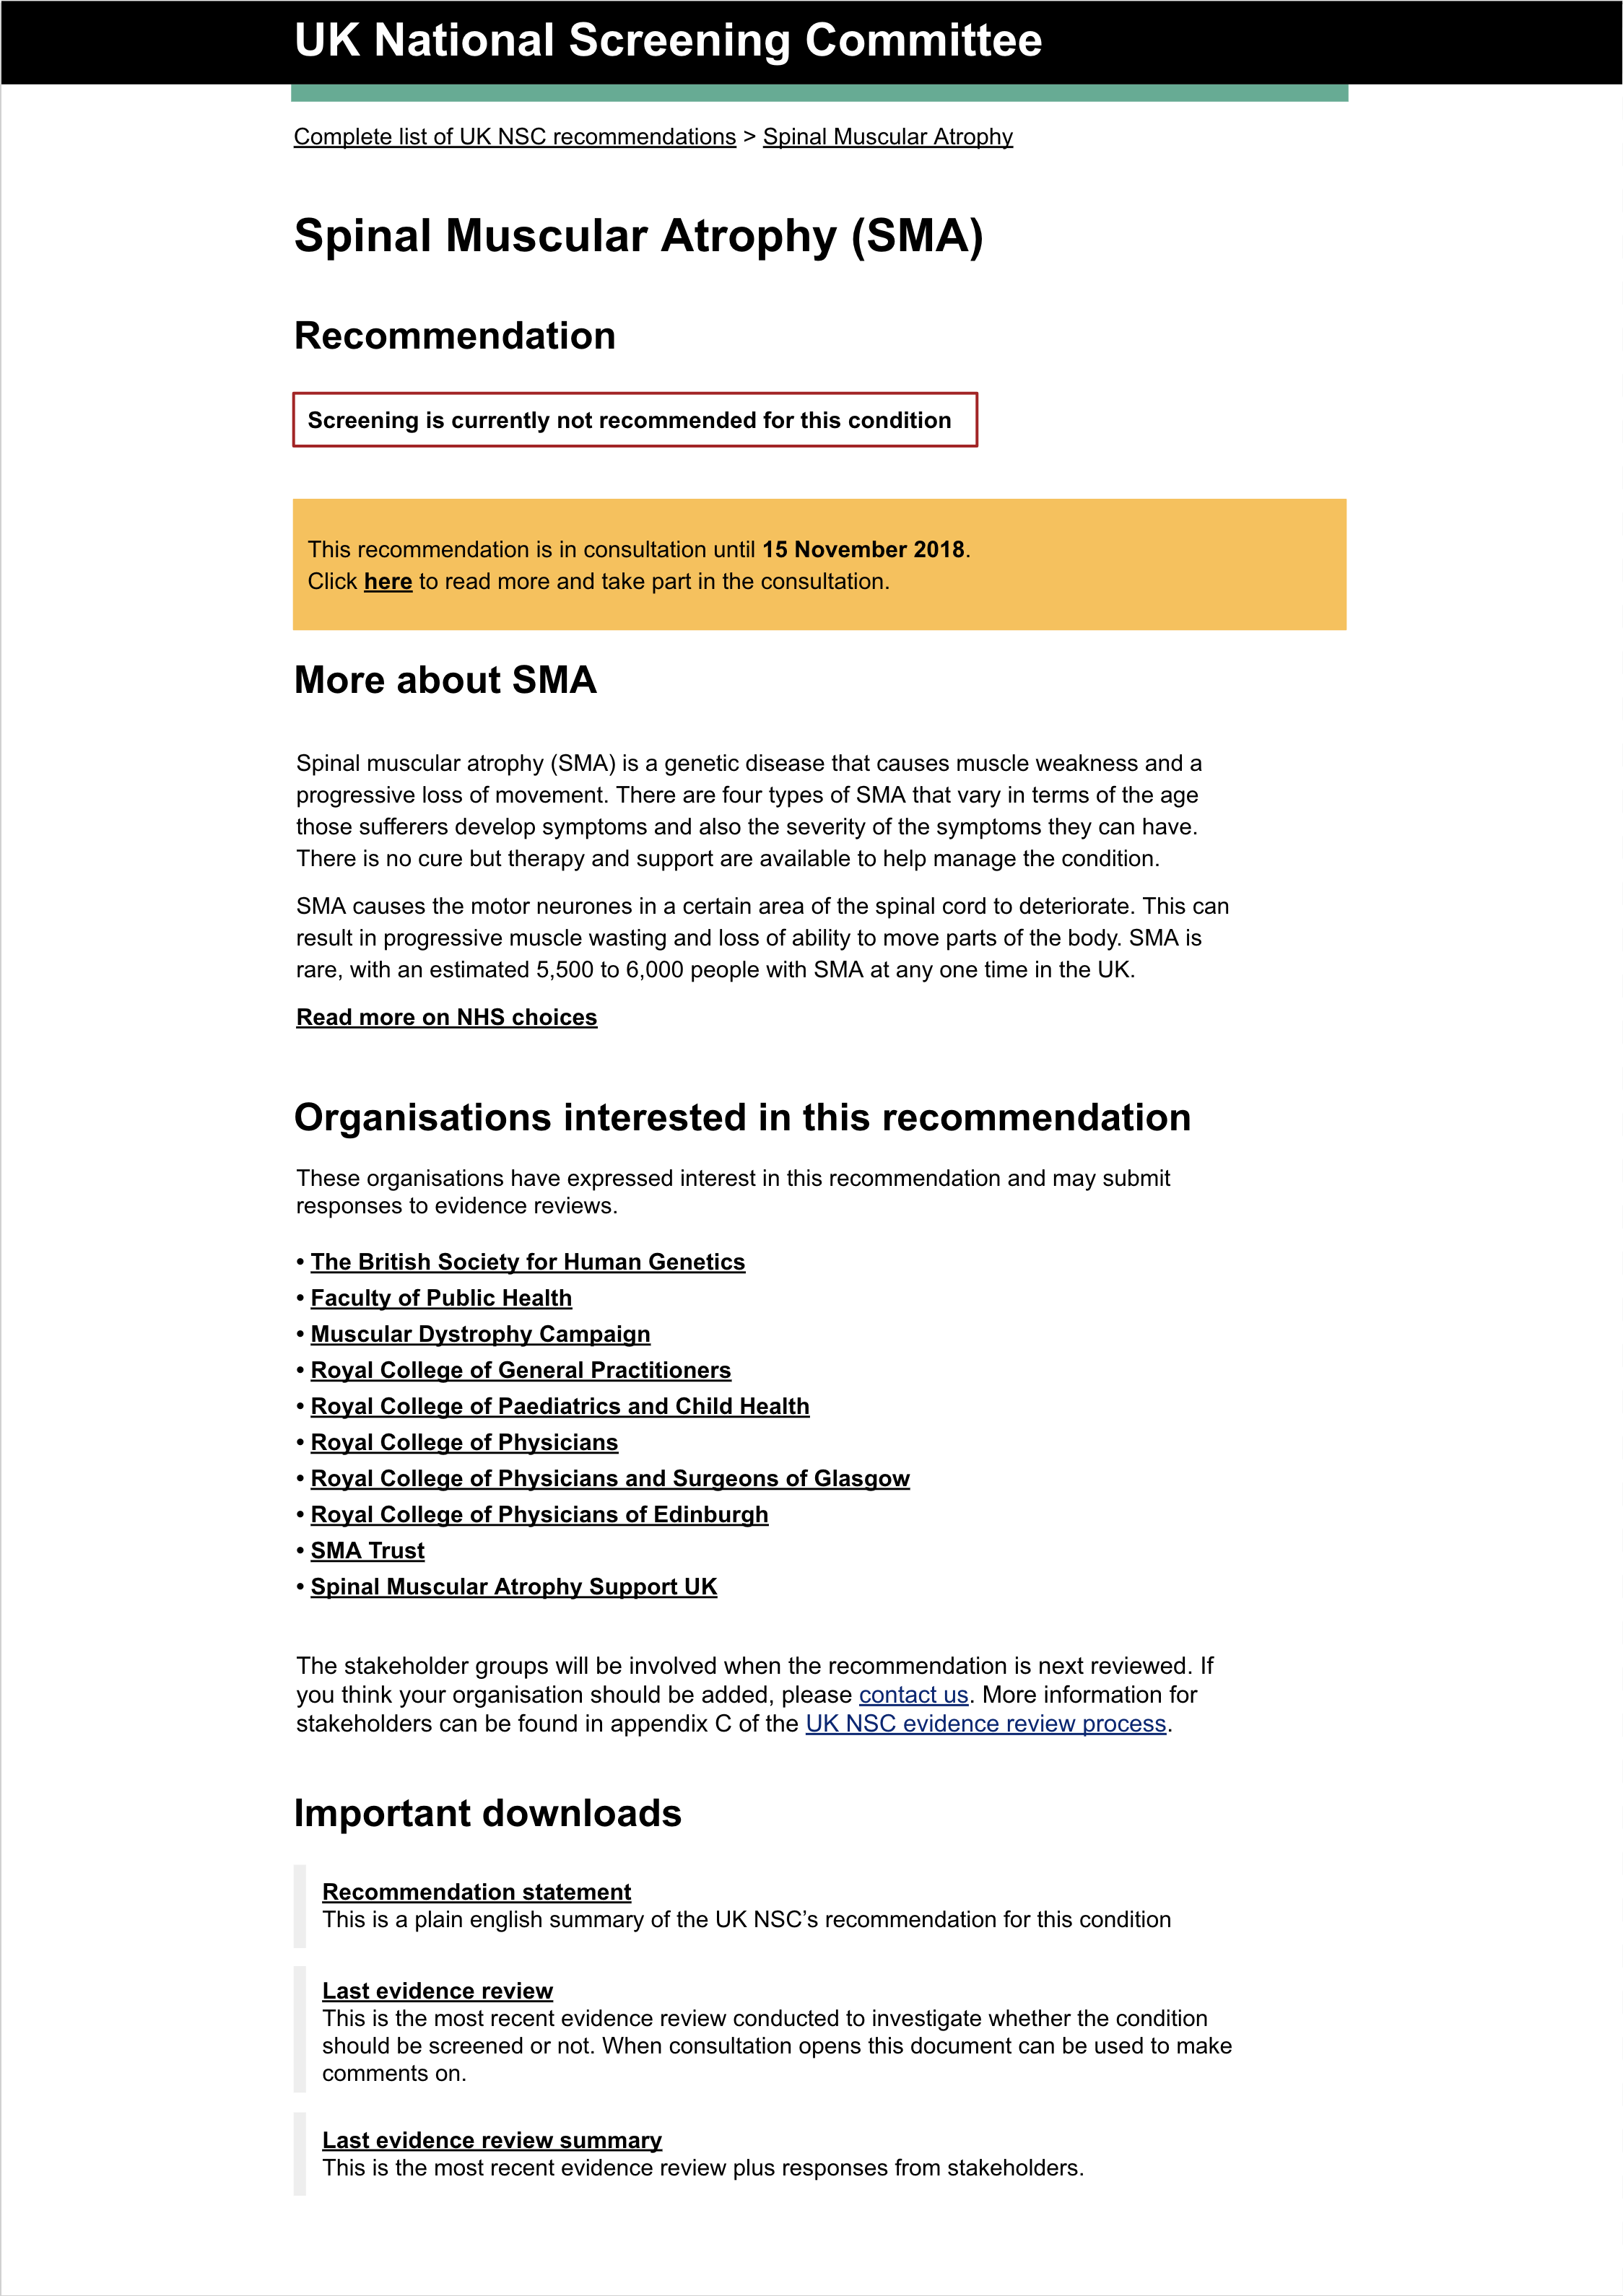 UK National Screening Committee
Complete list of UK NSC recommendations > Spinal Muscular Atrophy
Spinal Muscular Atrophy (SMA)
Recommendation
Screening is currently not recommended for this condition
This recommendation is in consultation until 15 November 2018.
Click here to read more and take part in the consultation.
More about SMA
Spinal muscular atrophy (SMA) is a genetic disease that causes muscle weakness and a
progressive loss of movement. There are four types of SMA that vary in terms of the age
those sufferers develop symptoms and also the severity of the symptoms they can have.
There is no cure but therapy and support are available to help manage the condition.
SMA causes the motor neurones in a certain area of the spinal cord to deteriorate. This can
result in progressive muscle wasting and loss of ability to move parts of the body. SMA is
rare, with an estimated 5,500 to 6,000 people with SMA at any one time in the UK.
Read more on NHS choices
Organisations interested in this recommendation
These organisations have expressed interest in this recommendation and may submit
responses to evidence reviews.
• The British Society for Human Genetics
• Faculty of Public Health
• Muscular Dystrophy Campaign
• Royal College of General Practitioners
• Royal College of Paediatrics and Child Health
• Royal College of Physicians
• Royal College of Physicians and Surgeons of Glasgow
• Royal College of Physicians of Edinburgh
• SMA Trust
• Spinal Muscular Atrophy Support UK
The stakeholder groups will be involved when the recommendation is next reviewed. If
you think your organisation should be added, please contact us. More information for
stakeholders can be found in appendix C of the UK NSC evidence review process.
Important downloads
Recommendation statement
This is a plain english summary of the UK NSC’s recommendation for this condition
Last evidence review
This is the most recent evidence review conducted to investigate whether the condition
should be screened or not. When consultation opens this document can be used to make
comments on.
Last evidence review summary
This is the most recent evidence review plus responses from stakeholders.